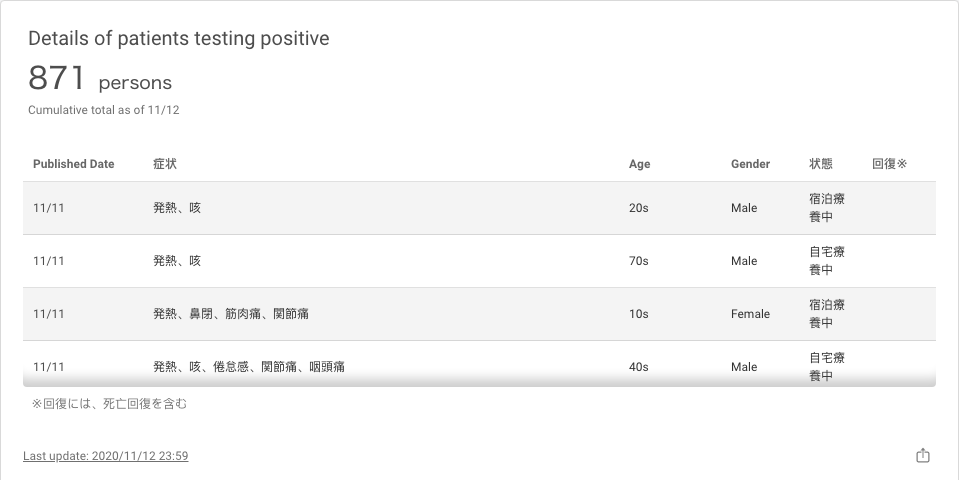 Details of patients testing positive
871 persons
Cumulative total as of 11/12
Published Date 症状 Age Gender 状態 回復※
11/11 発熱、咳 20s Male 宿泊療
養中
11/11 発熱、咳 70s Male 自宅療
養中
11/11 発熱、鼻閉、筋肉痛、関節痛 10s Female 宿泊療
養中
11/11 発熱、咳、倦怠感、関節痛、咽頭痛 40s Male 自宅療
養中
※回復には、死亡回復を含む
Last update: 2020/11/12 23:59